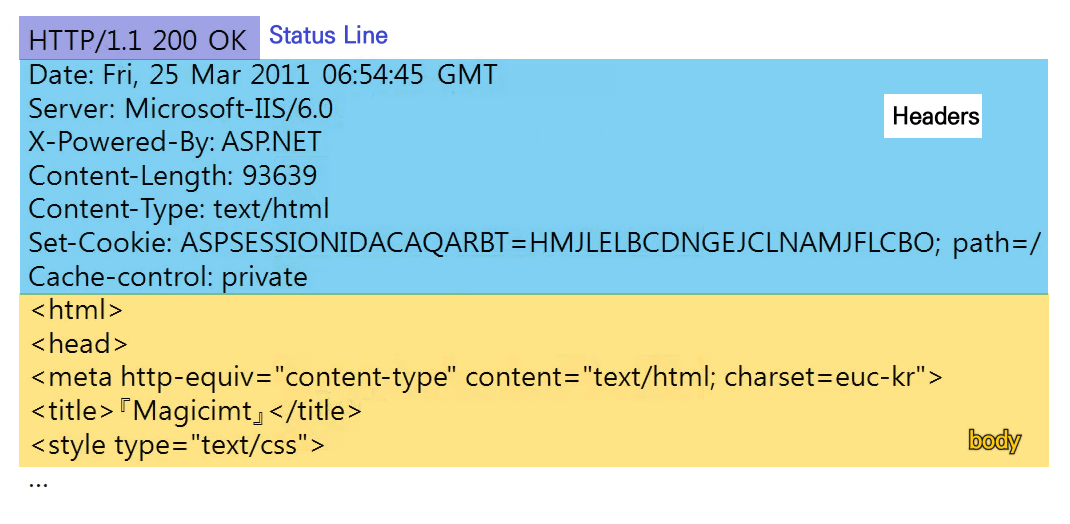 HTTP/1.1 200 OK Status Line
Date: Fri, 25 Mar 2011 06:54:45 GMT
Server: Microsoft-IIS/6.0
Headers
X-Powered-By: ASP.NET
Content-Length: 93639
Content-Type: text/html
Set-Cookie: ASPSESSIONIDACAQARBT=HMJLELBCDNGEJCLNAMJFLCBO; path=/
Cache-control: private
<html>
<head>
<meta http-equiv="content-type" content="text/html; charset=euc-kr">
<title>『Magicimt』</title>
<style type="text/css">
body
...